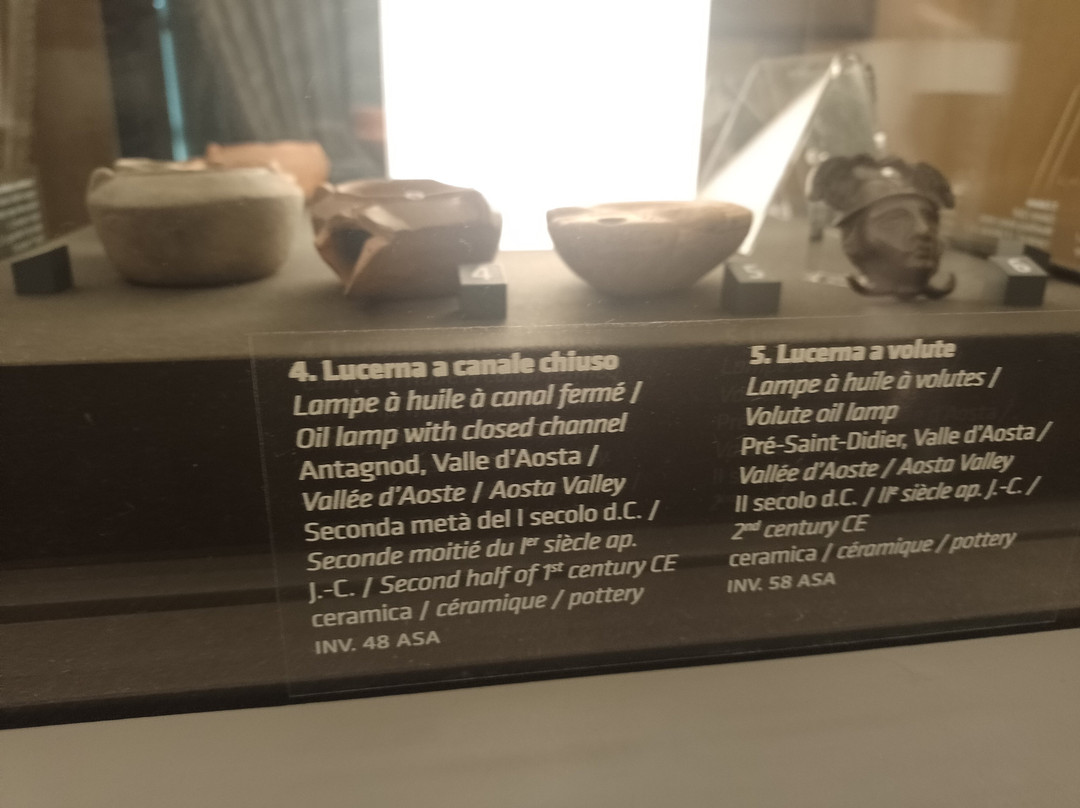 4
5
6
4. Lucerna a canale chiuso
Lampe à huile à canal fermé /
Oil lamp with closed channel
Antagnod, Valle d'Aosta /
Vallée d'Aoste / Aosta Valley
Seconda metà del I secolo d.C. /
Seconde moitié du Iᵉʳ siècle ap.
J.-C. / Second half of 1ˢᵗ century CE
ceramica / céramique / pottery
INV. 48 ASA
5. Lucerna a volute
Lampe à huile à volutes /
Volute oil lamp
Pré-Saint-Didier, Valle d'Aosta /
Vallée d'Aoste / Aosta Valley
II secolo d.C. / IIᵉ siècle ap. J.-C. /
2ⁿᵈ century CE
ceramica / céramique / pottery
INV. 58 ASA